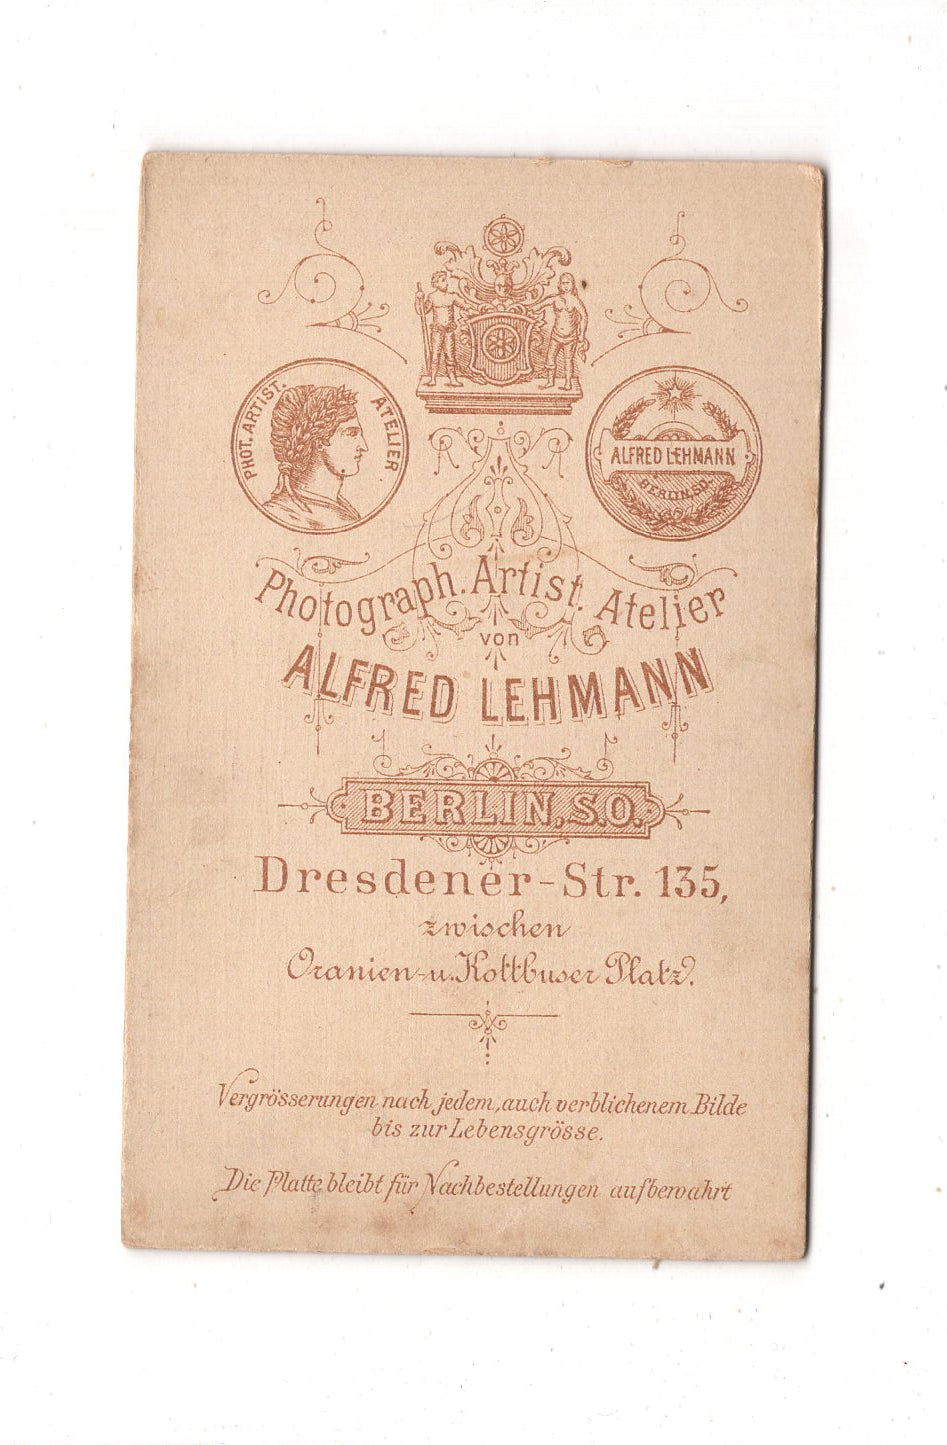 PHOT. ARTIST. ATELIER
ALFRED LEHMANN
BERLIN, SO.
Photograph. Artist. Atelier
von
ALFRED LEHMANN
BERLIN, S.O.
Dresdener-Str. 135,
zwischen
Oranien- u. Kottbuser Platz.
Vergrösserungen nach jedem, auch verblichenem Bilde
bis zur Lebensgrösse.
Die Platte bleibt für Nachbestellungen aufbewahrt